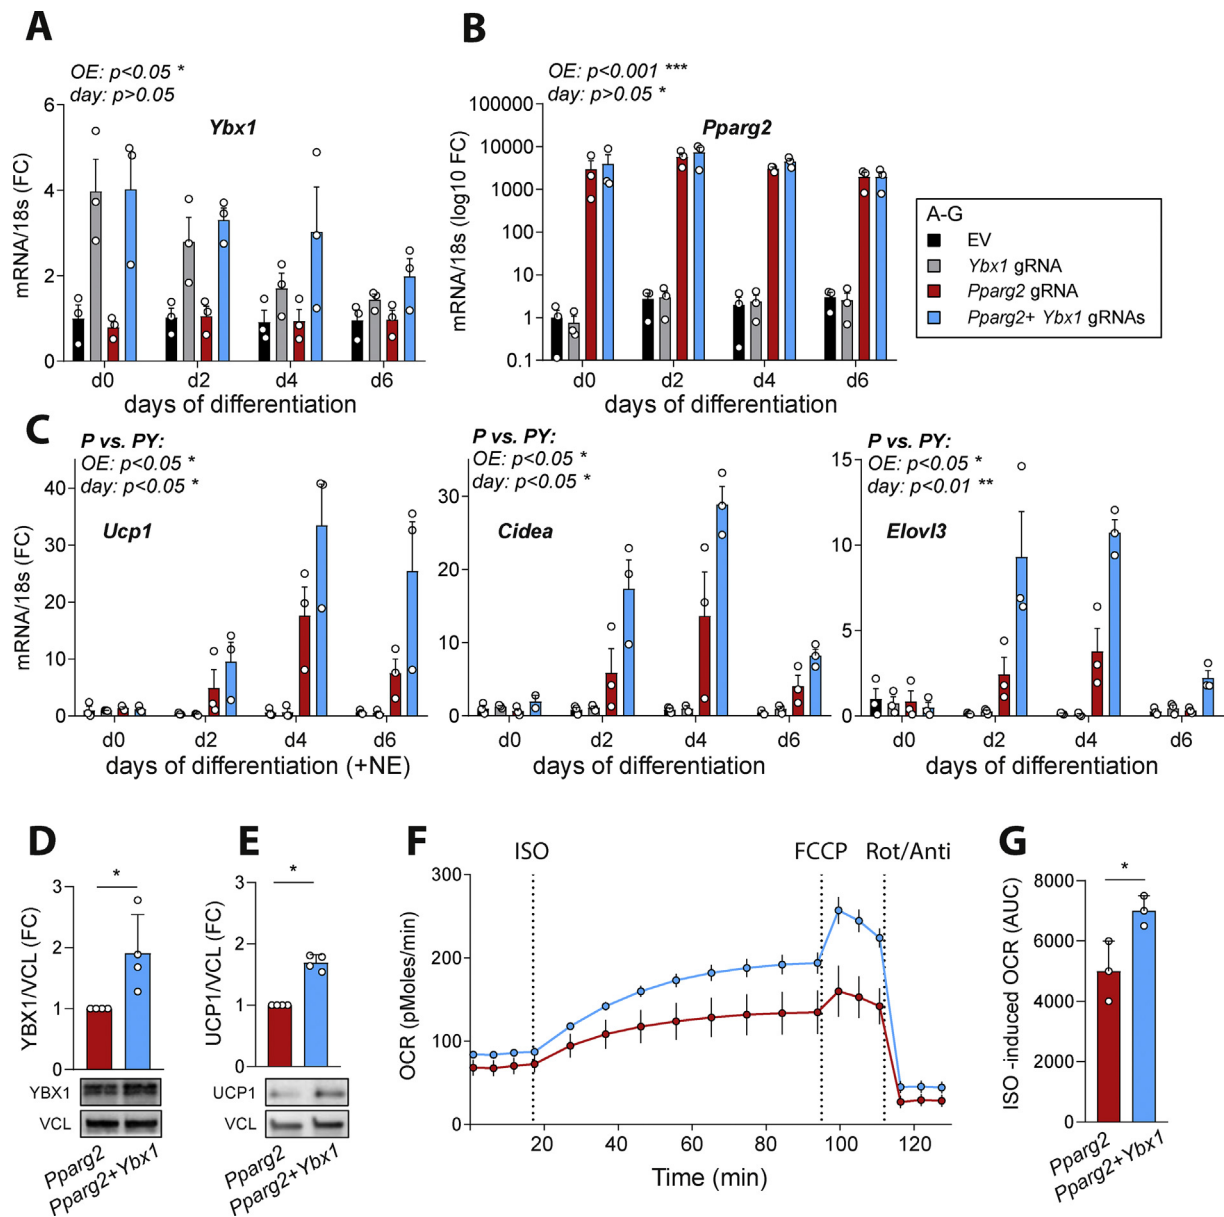 A
OE: p<0.05 *
day: p>0.05
Ybx1
mRNA/18s (FC)
6
4
2
0
d0 d2 d4 d6
days of differentiation
B
OE: p<0.001 ***
day: p>0.05 *
Pparg2
mRNA/18s (log10 FC)
100000
10000
1000
100
10
1
0.1
d0 d2 d4 d6
days of differentiation
A-G
EV
Ybx1 gRNA
Pparg2 gRNA
Pparg2+ Ybx1 gRNAs
C
P vs. PY:
OE: p<0.05 *
day: p<0.05 *
Ucp1
mRNA/18s (FC)
40
30
20
10
0
d0 d2 d4 d6
days of differentiation (+NE)
P vs. PY:
OE: p<0.05 *
day: p<0.05 *
Cidea
30
20
10
0
d0 d2 d4 d6
days of differentiation
P vs. PY:
OE: p<0.05 *
day: p<0.01 **
Elovl3
15
10
5
0
d0 d2 d4 d6
days of differentiation
D
*
YBX1/VCL (FC)
3
2
1
0
YBX1
VCL
Pparg2
Pparg2+Ybx1
E
*
UCP1/VCL (FC)
3
2
1
0
UCP1
VCL
Pparg2
Pparg2+Ybx1
F
ISO FCCP Rot/Anti
OCR (pMoles/min)
300
200
100
0
20 40 60 80 100 120
Time (min)
G
*
ISO -induced OCR (AUC)
8000
6000
4000
2000
0
Pparg2
Pparg2+Ybx1